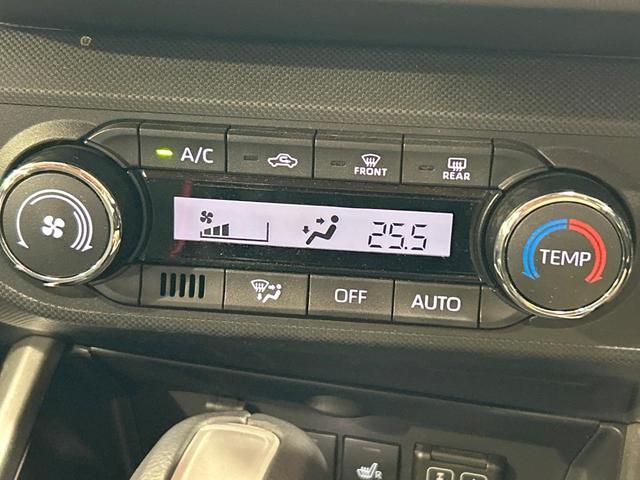 A/C
FRONT
REAR
25.5
TEMP
OFF
AUTO
R